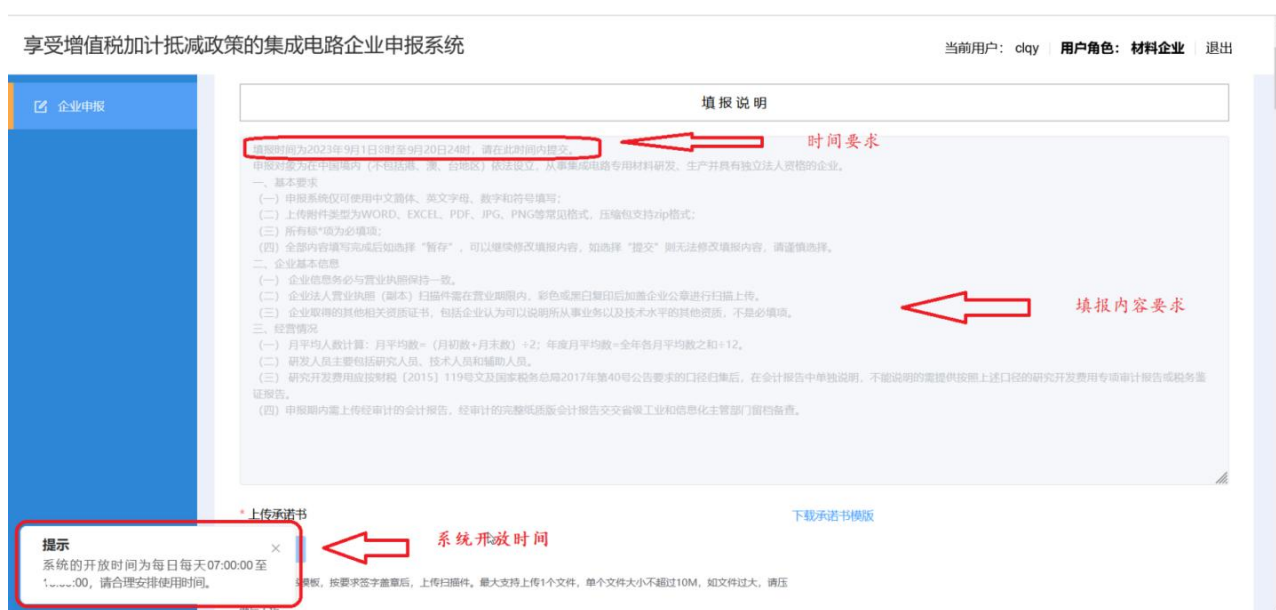 享受增值税加计抵减政策的集成电路企业申报系统
当前用户： clqy 用户角色： 材料企业 退出
企业申报
填报说明
填报时间为2023年9月1日8时至9月20日24时，请在此时间内提交。
时间要求
申报对象为在中国境内（不包括港、澳、台地区）依法设立，从事集成电路专用材料研发、生产并具有独立法人资格的企业。
一、基本要求
（一）申报系统仅可使用中文简体、英文字母、数字和符号填写；
（二）上传附件类型为WORD、EXCEL、PDF、JPG、PNG等常见格式，压缩包支持zip格式；
（三）所有标*项为必填项；
（四）全部内容填写完成后如选择“暂存”，可以继续修改填报内容，如选择“提交”则无法修改填报内容，请谨慎选择。
二、企业基本信息
（一） 企业信息务必与营业执照保持一致。
（二） 企业法人营业执照（副本）扫描件需在营业期限内，彩色或黑白复印后加盖企业公章进行扫描上传。
（三） 企业取得的其他相关资质证书，包括企业认为可以说明所从事业务以及技术水平的其他资质，不是必填项。
填报内容要求
三、经营情况
（一）月平均人数计算：月平均数=（月初数+月末数）÷2；年度月平均数=全年各月平均数之和÷12。
（二）研发人员主要包括研究人员、技术人员和辅助人员。
（三）研究开发费用应按财税〔2015〕119号文及国家税务总局2017年第40号公告要求的口径归集后，在会计报告中单独说明，不能说明的需提供按照上述口径的研究开发费用专项审计报告或税务鉴
证报告。
（四）申报期内需上传经审计的会计报告，经审计的完整纸质版会计报告交交省级工业和信息化主管部门留档备查。
* 上传承诺书
下载承诺书模版
系统开放时间
提示
系统的开放时间为每日每天07:00:00至
:00，请合理安排使用时间。
模板，按要求签字盖章后，上传扫描件。最大支持上传1个文件，单个文件大小不超过10M，如文件过大，请压